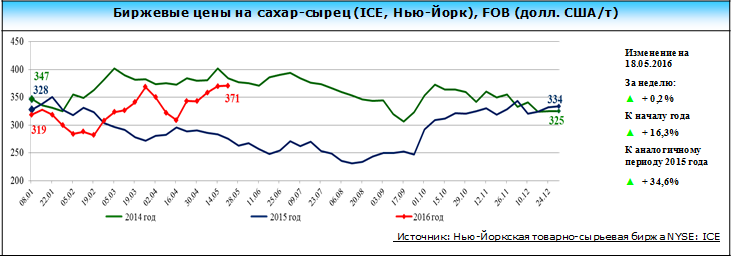 Биржевые цены на сахар-сырец (ICE, Нью-Йорк), FOB (долл. США/т)
450
400
350
300
250
200
347
328
319
371
334
325
08.01 22.01 05.02 19.02 05.03 19.03 02.04 16.04 30.04 14.05 28.05 11.06 25.06 09.07 23.07 06.08 20.08 03.09 17.09 01.10 15.10 29.10 12.11 26.11 10.12 24.12
2014 год 2015 год 2016 год
Изменение на
18.05.2016
За неделю:
▲ + 0,2%
К началу года
▲ + 16,3%
К аналогичному
периоду 2015 года
▲ + 34,6%
Источник: Нью-Йоркская товарно-сырьевая биржа NYSE: ICE